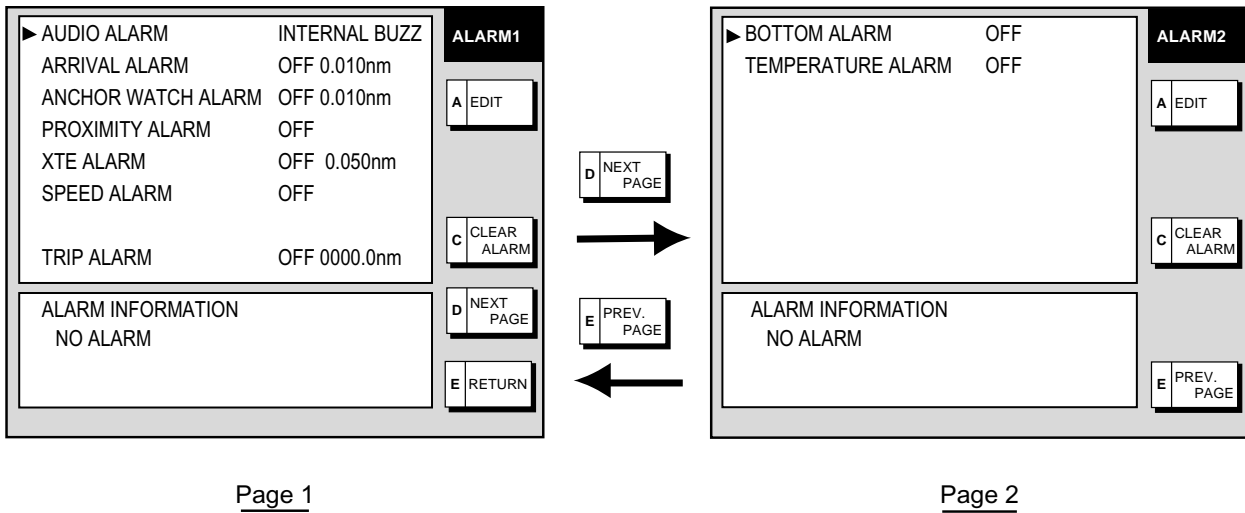 AUDIO ALARM INTERNAL BUZZ
ARRIVAL ALARM OFF 0.010nm
ANCHOR WATCH ALARM OFF 0.010nm
PROXIMITY ALARM OFF
XTE ALARM OFF 0.050nm
SPEED ALARM OFF
TRIP ALARM OFF 0000.0nm
ALARM INFORMATION
NO ALARM
ALARM1
A EDIT
C CLEAR
ALARM
D NEXT
PAGE
E RETURN
D NEXT
PAGE
E PREV.
PAGE
BOTTOM ALARM OFF
TEMPERATURE ALARM OFF
ALARM INFORMATION
NO ALARM
ALARM2
A EDIT
C CLEAR
ALARM
E PREV.
PAGE
Page 1
Page 2